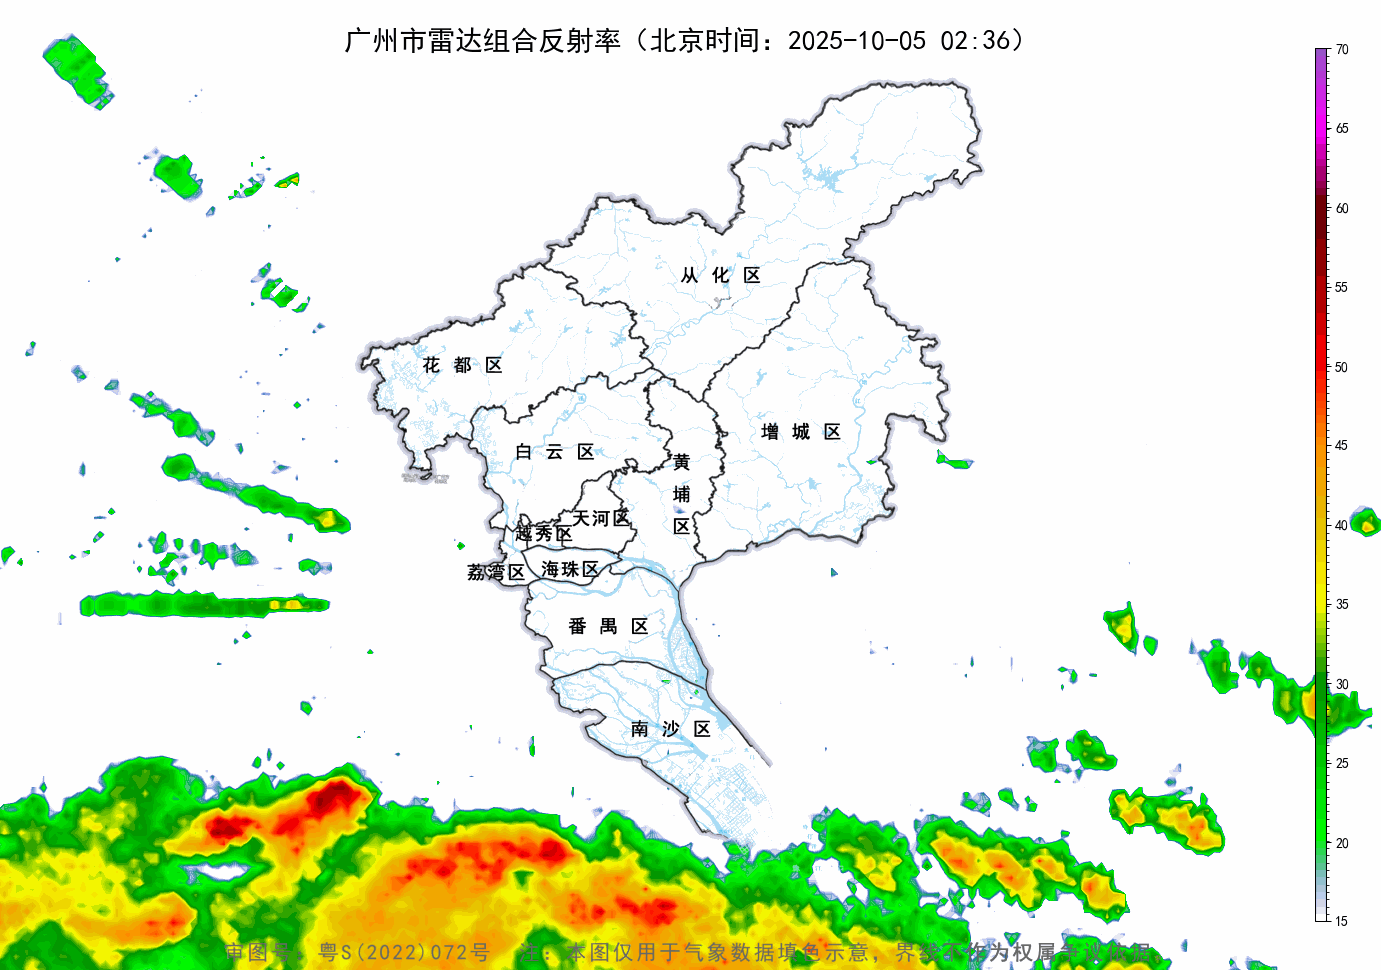 广州市雷达组合反射率（北京时间：2025-10-05 02:36）
70
65
60
55
50
45
40
35
30
25
20
15
从化区
花都区
增城区
白云区
黄埔区
天河区
越秀区
荔湾区
海珠区
番禺区
南沙区
审图号：粤S(2022)072号 注：本图仅用于气象数据填色示意，界线不作为权属争议依据。